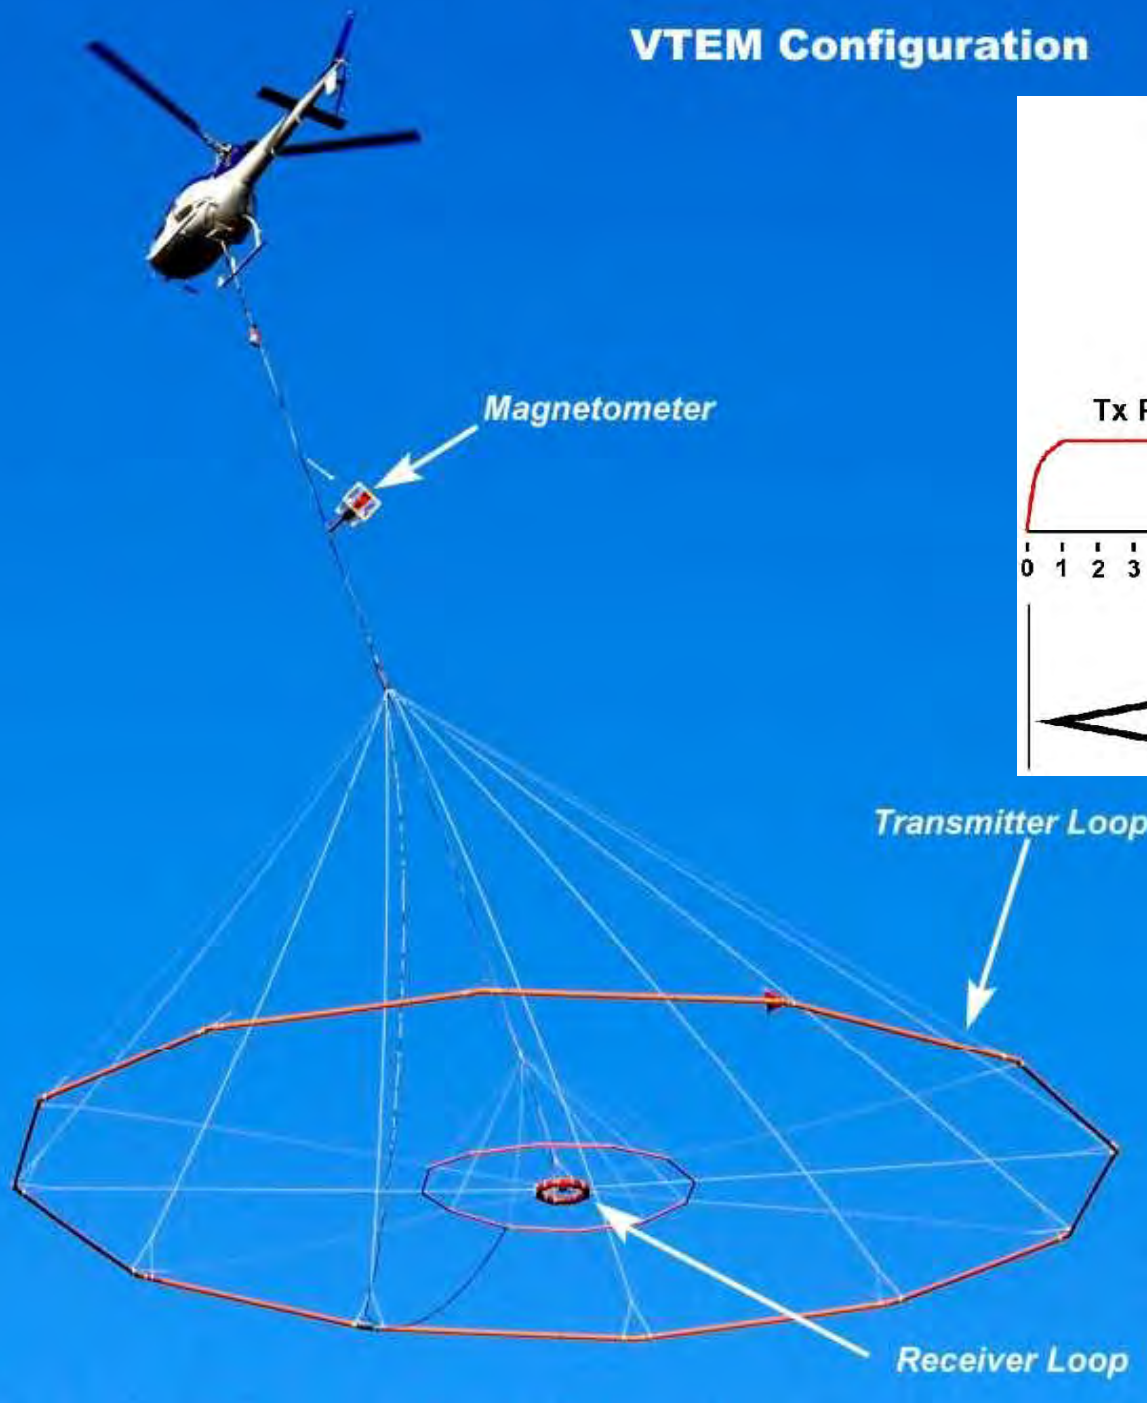 VTEM Configuration
Magnetometer
Tx
0 1 2 3
Transmitter Loop
Receiver Loop